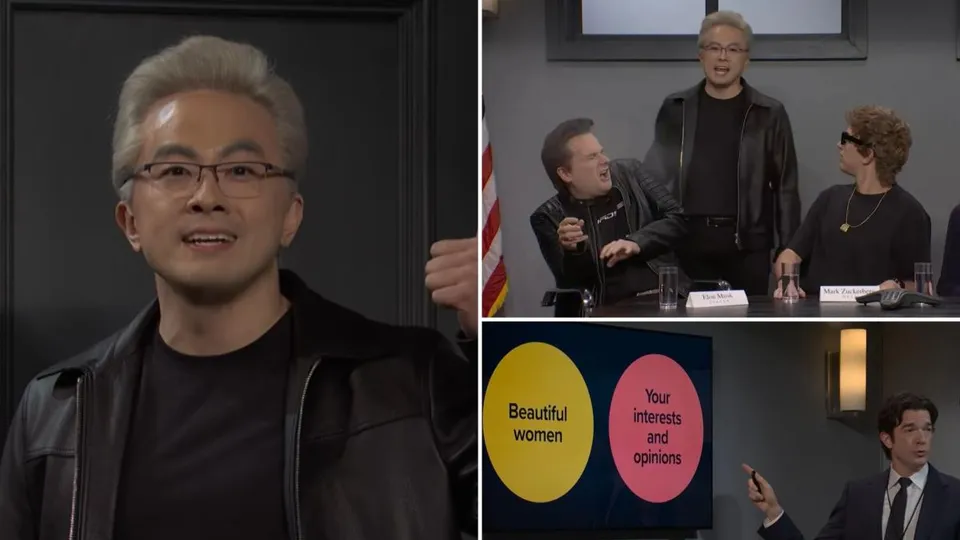 Elon Musk
Mark Zuckerberg
Beautiful
women
Your
interests
and
opinions